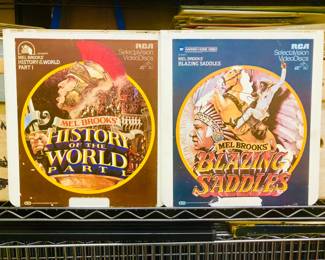 MEL BROOKS'
HISTORY of the WORLD
PART I
RCA
SelectaVision
VideoDiscs
MEL BROOKS'
HISTORY
OF THE
WORLD
PART I
MEL BROOKS'
BLAZING SADDLES
RCA
SelectaVision
VideoDiscs
MEL BROOKS'
BLAZING
SADDLES